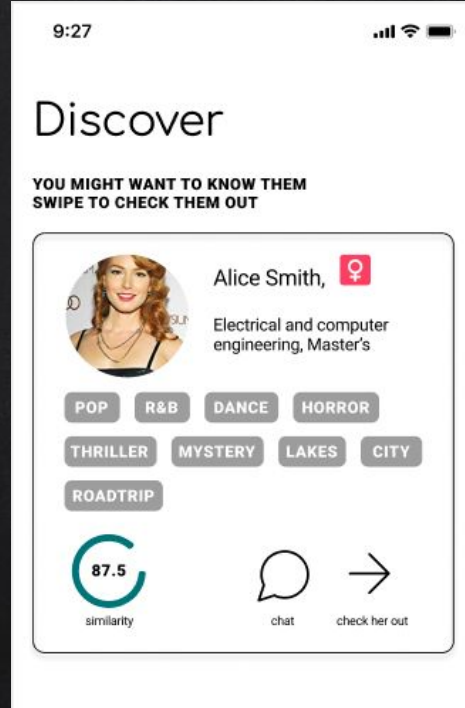 9:27
Discover
YOU MIGHT WANT TO KNOW THEM
SWIPE TO CHECK THEM OUT
Alice Smith,
Electrical and computer
engineering, Master's
POP R&B DANCE HORROR
THRILLER MYSTERY LAKES CITY
ROADTRIP
87.5
similarity chat check her out